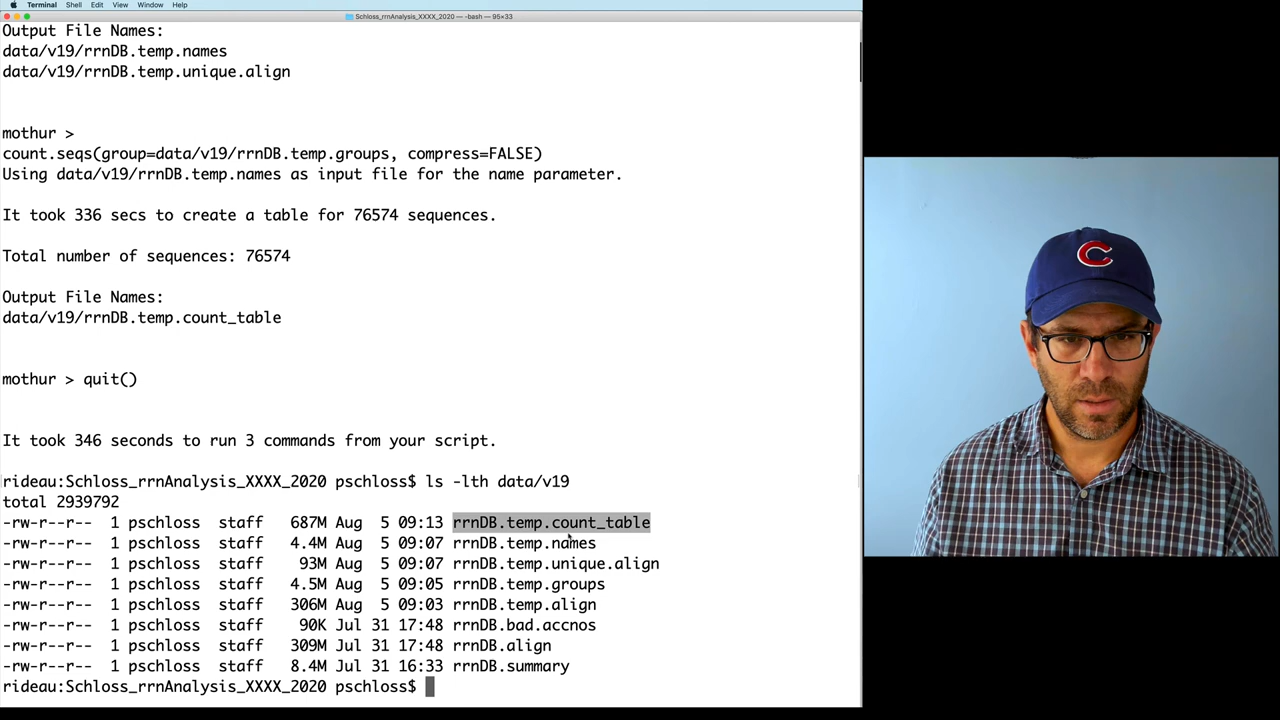 Terminal Shell Edit View Window Help
Schloss_rrnAnalysis_XXXX_2020 — -bash — 95×33
Output File Names:
data/v19/rrnDB.temp.names
data/v19/rrnDB.temp.unique.align
mothur >
count.seqs(group=data/v19/rrnDB.temp.groups, compress=FALSE)
Using data/v19/rrnDB.temp.names as input file for the name parameter.
It took 336 secs to create a table for 76574 sequences.
Total number of sequences: 76574
Output File Names:
data/v19/rrnDB.temp.count_table
mothur > quit()
It took 346 seconds to run 3 commands from your script.
rideau:Schloss_rrnAnalysis_XXXX_2020 pschloss$ ls -lth data/v19
total 2939792
-rw-r--r-- 1 pschloss staff 687M Aug 5 09:13 rrnDB.temp.count_table
-rw-r--r-- 1 pschloss staff 4.4M Aug 5 09:07 rrnDB.temp.names
-rw-r--r-- 1 pschloss staff 93M Aug 5 09:07 rrnDB.temp.unique.align
-rw-r--r-- 1 pschloss staff 4.5M Aug 5 09:05 rrnDB.temp.groups
-rw-r--r-- 1 pschloss staff 306M Aug 5 09:03 rrnDB.temp.align
-rw-r--r-- 1 pschloss staff 90K Jul 31 17:48 rrnDB.bad.accnos
-rw-r--r-- 1 pschloss staff 309M Jul 31 17:48 rrnDB.align
-rw-r--r-- 1 pschloss staff 8.4M Jul 31 16:33 rrnDB.summary
rideau:Schloss_rrnAnalysis_XXXX_2020 pschloss$
C